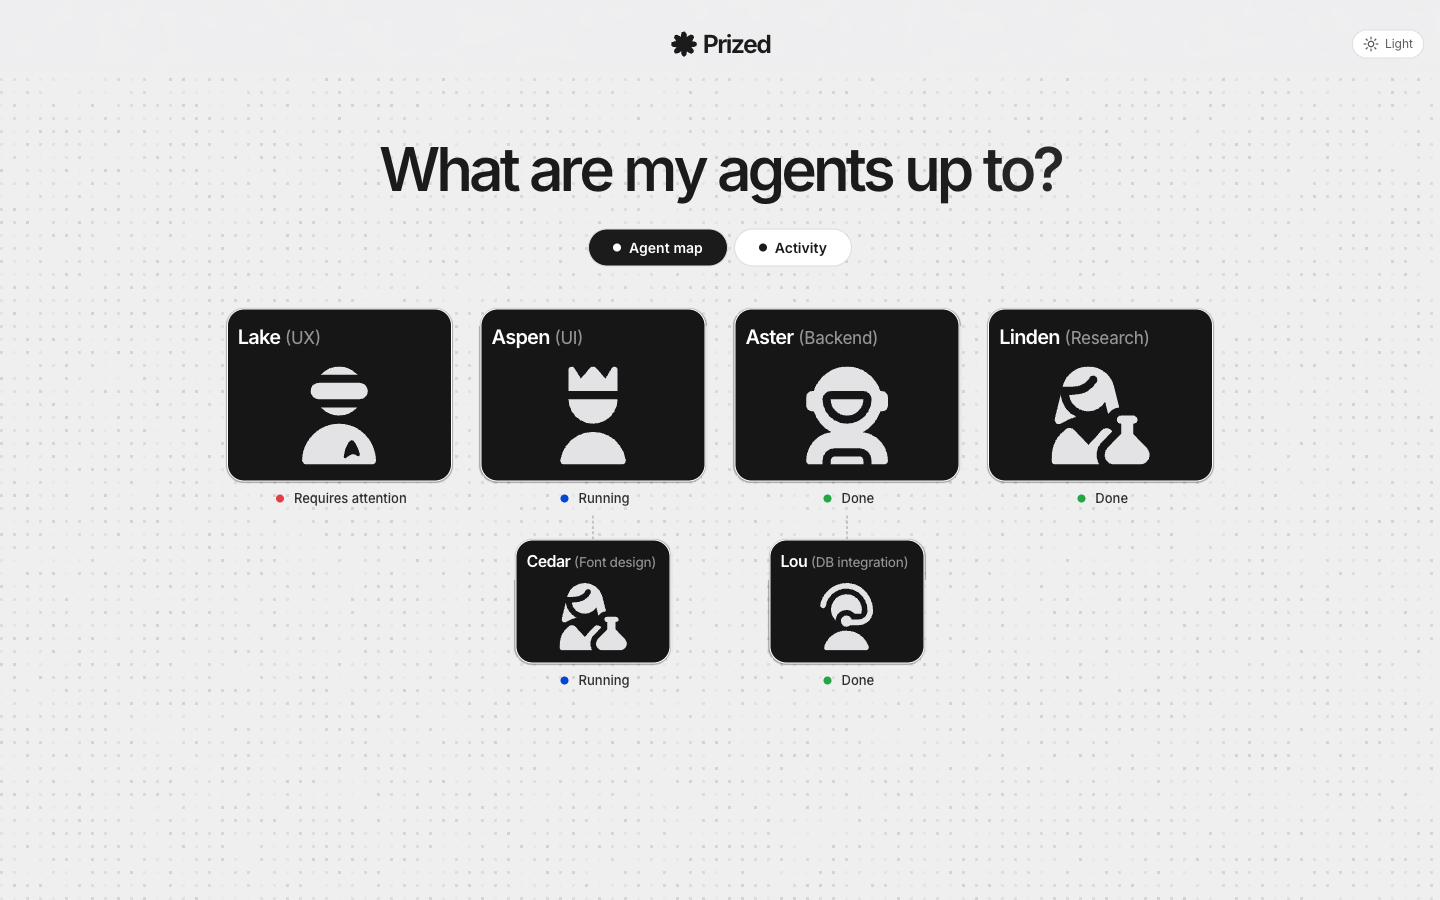 Prized
Light
What are my agents up to?
Agent map
Activity
Lake (UX)
Aspen (UI)
Aster (Backend)
Linden (Research)
Requires attention
Running
Done
Done
Cedar (Font design)
Lou (DB integration)
Running
Done